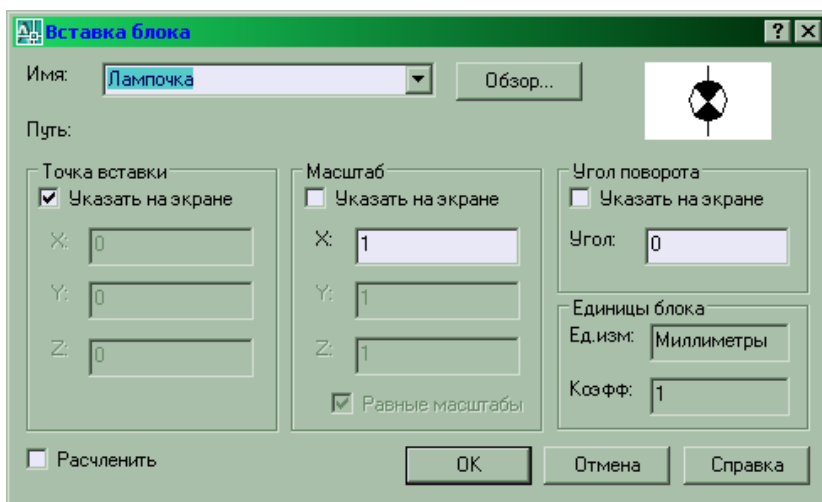 Вставка блока
Имя: Лампочка Обзор...
Путь:
Точка вставки
Указать на экране
X: 0
Y: 0
Z: 0
Масштаб
Указать на экране
X: 1
Y: 1
Z: 1
Равные масштабы
Угол поворота
Указать на экране
Угол: 0
Единицы блока
Ед.изм: Миллиметры
Коэфф: 1
Расчленить
OK Отмена Справка